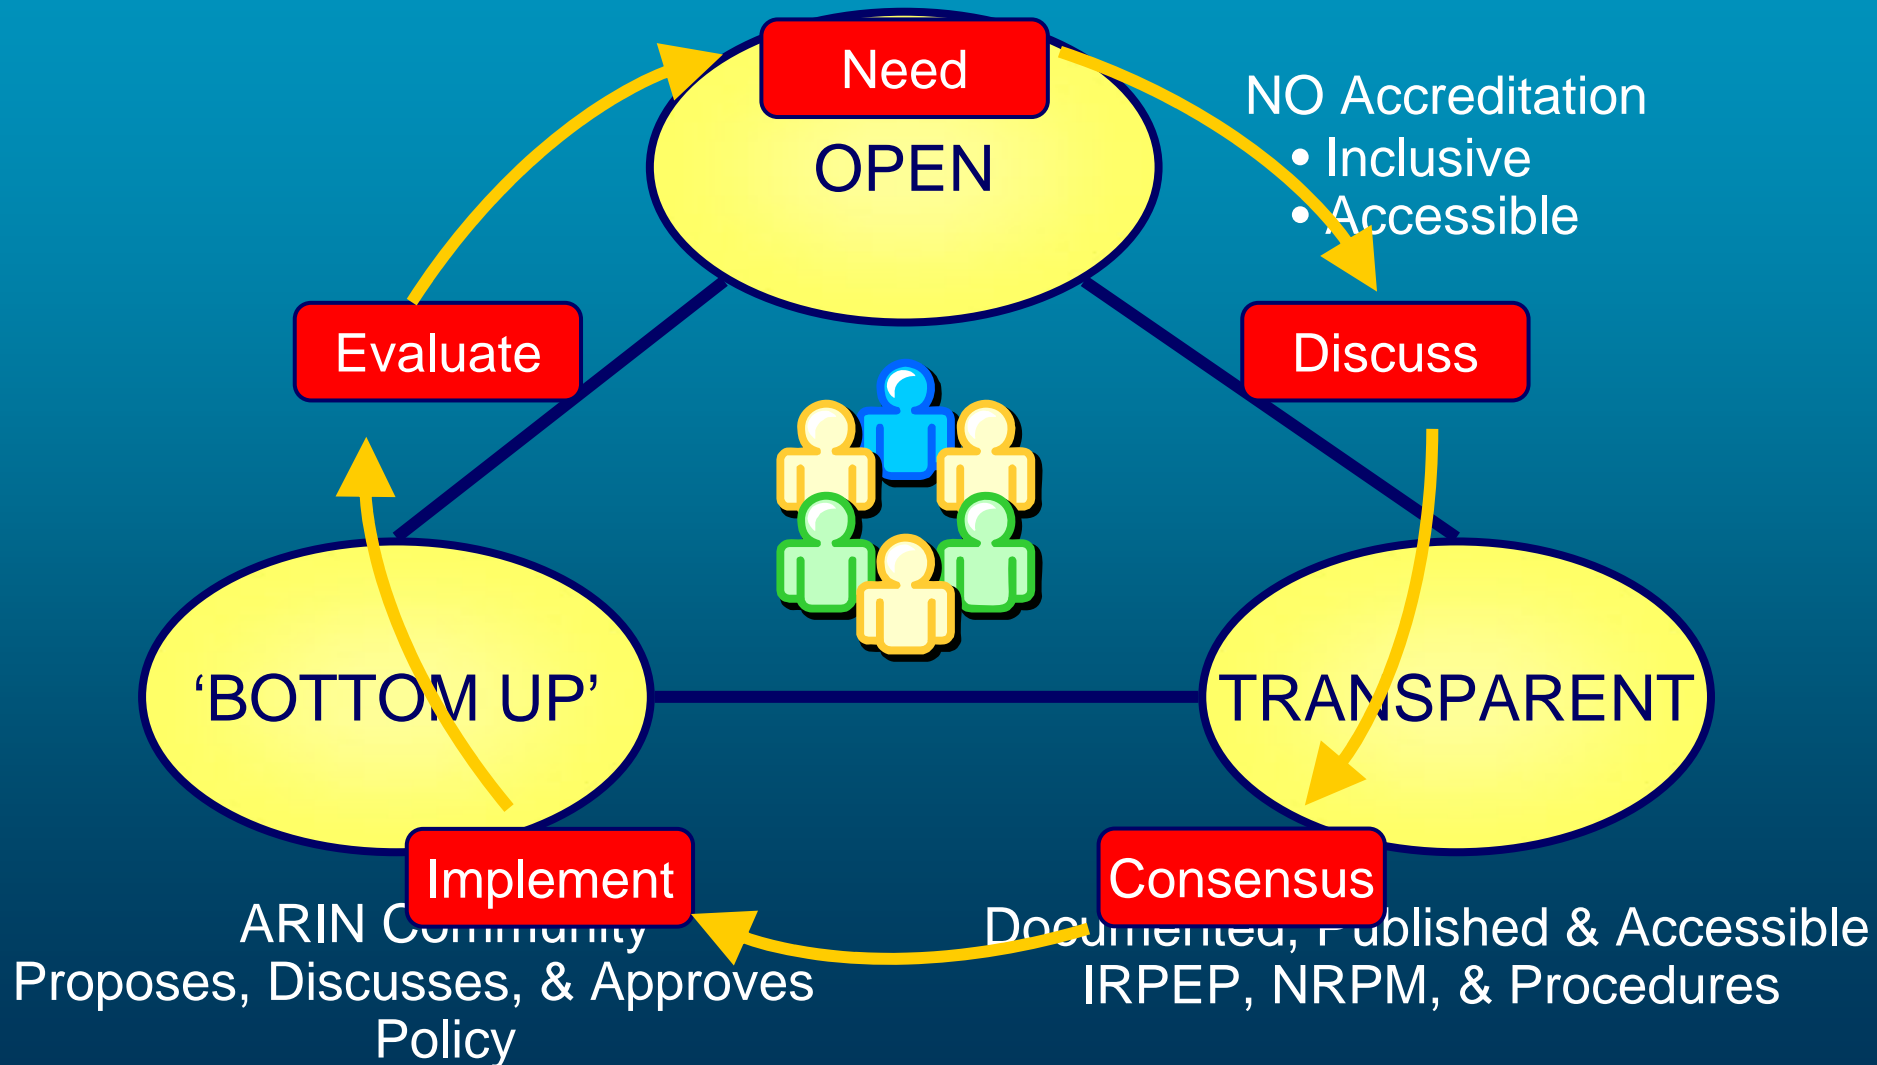 Need
OPEN
NO Accreditation
• Inclusive
• Accessible
Evaluate
Discuss
‘BOTTOM UP’
TRANSPARENT
Implement
Consensus
ARIN Community
Proposes, Discusses, & Approves
Policy
Documented, Published & Accessible
IRPEP, NRPM, & Procedures